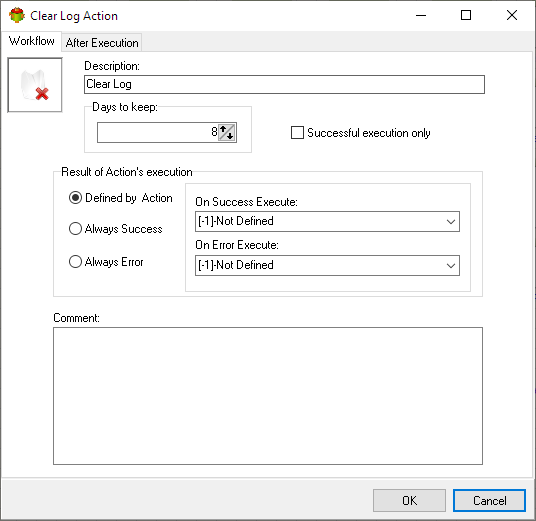 Clear Log Action
Workflow
After Execution
Description:
Clear Log
Days to keep:
8
Successful execution only
Result of Action's execution
Defined by Action
Always Success
Always Error
On Success Execute:
[-1]-Not Defined
On Error Execute:
[-1]-Not Defined
Comment:
OK
Cancel